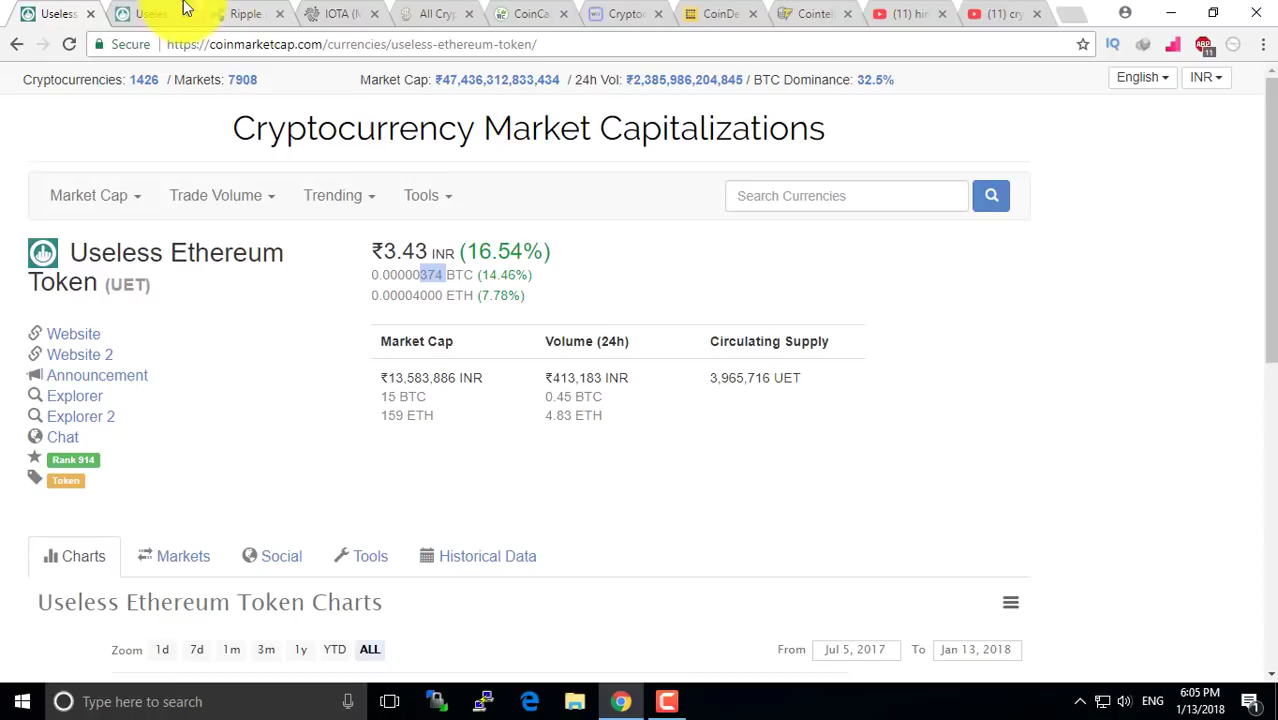 Useless
Useles
Ripple
IOTA (M
All Cryp
CoinCa
Cryptoc
CoinDe
Cointel
(11) hir
(11) cry
Secure https://coinmarketcap.com/currencies/useless-ethereum-token/
ABP
11
Cryptocurrencies: 1426 / Markets: 7908 Market Cap: ₹47,436,312,833,434 / 24h Vol: ₹2,385,986,204,845 / BTC Dominance: 32.5% English INR
Cryptocurrency Market Capitalizations
Market Cap Trade Volume Trending Tools Search Currencies
Useless Ethereum
Token (UET)
₹3.43 INR (16.54%)
0.00000374 BTC (14.46%)
0.00004000 ETH (7.78%)
Website
Website 2
Announcement
Explorer
Explorer 2
Chat
Rank 914
Token
Market Cap Volume (24h) Circulating Supply
₹13,583,886 INR ₹413,183 INR 3,965,716 UET
15 BTC 0.45 BTC
159 ETH 4.83 ETH
Charts Markets Social Tools Historical Data
Useless Ethereum Token Charts
Zoom 1d 7d 1m 3m 1y YTD ALL From Jul 5, 2017 To Jan 13, 2018
Type here to search
ENG
6:05 PM
1/13/2018
1